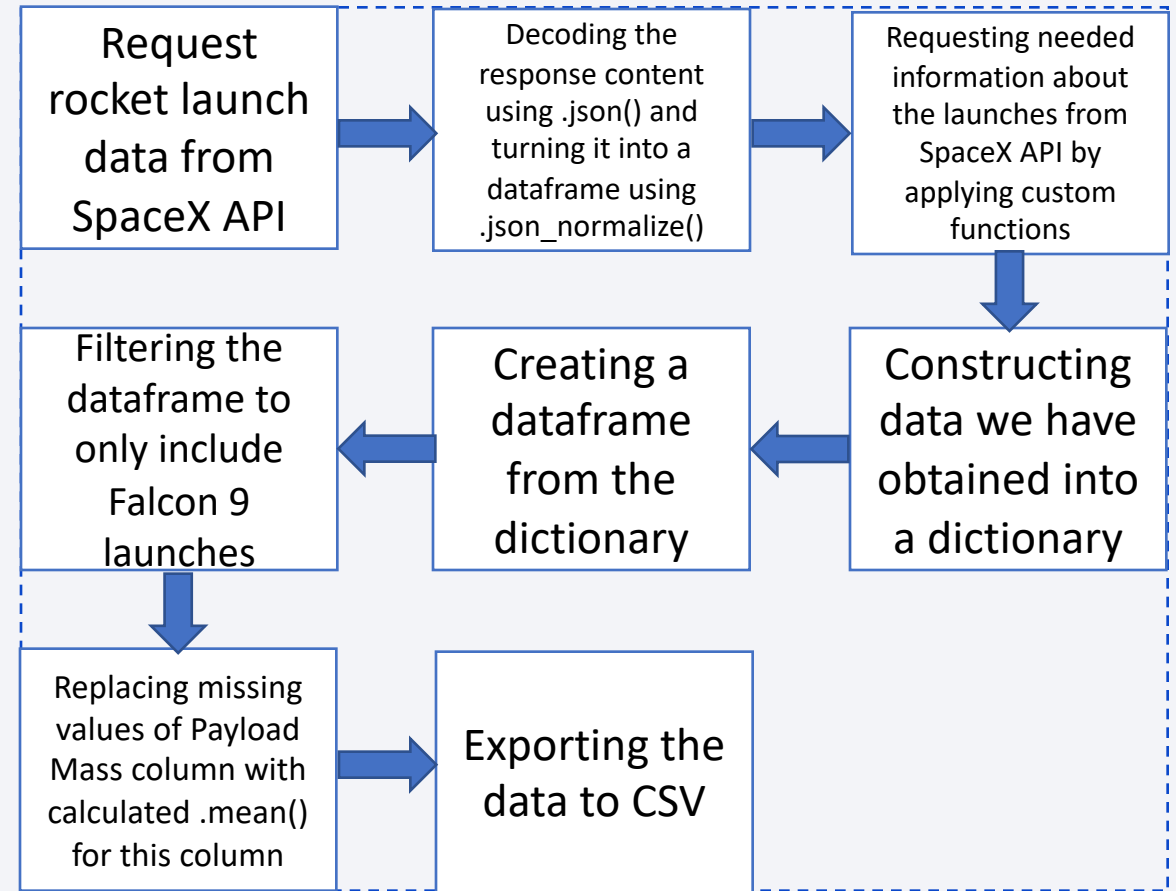 Request
rocket launch
data from
SpaceX API
Decoding the
response content
using .json() and
turning it into a
dataframe using
.json_normalize()
Requesting needed
information about
the launches from
SpaceX API by
applying custom
functions
Constructing
data we have
obtained into
a dictionary
Creating a
dataframe
from the
dictionary
Filtering the
dataframe to
only include
Falcon 9
launches
Replacing missing
values of Payload
Mass column with
calculated .mean()
for this column
Exporting the
data to CSV